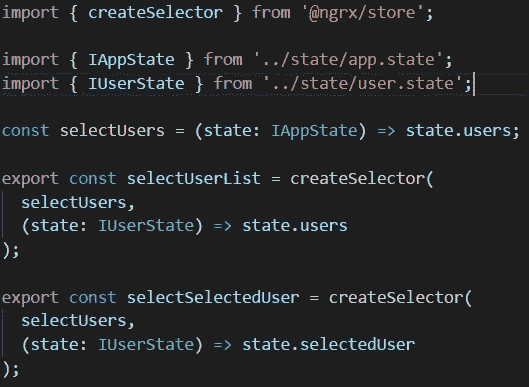 import { createSelector } from '@ngrx/store';
import { IAppState } from '../state/app.state';
import { IUserState } from '../state/user.state';
const selectUsers = (state: IAppState) => state.users;
export const selectUserList = createSelector(
selectUsers,
(state: IUserState) => state.users
);
export const selectSelectedUser = createSelector(
selectUsers,
(state: IUserState) => state.selectedUser
);